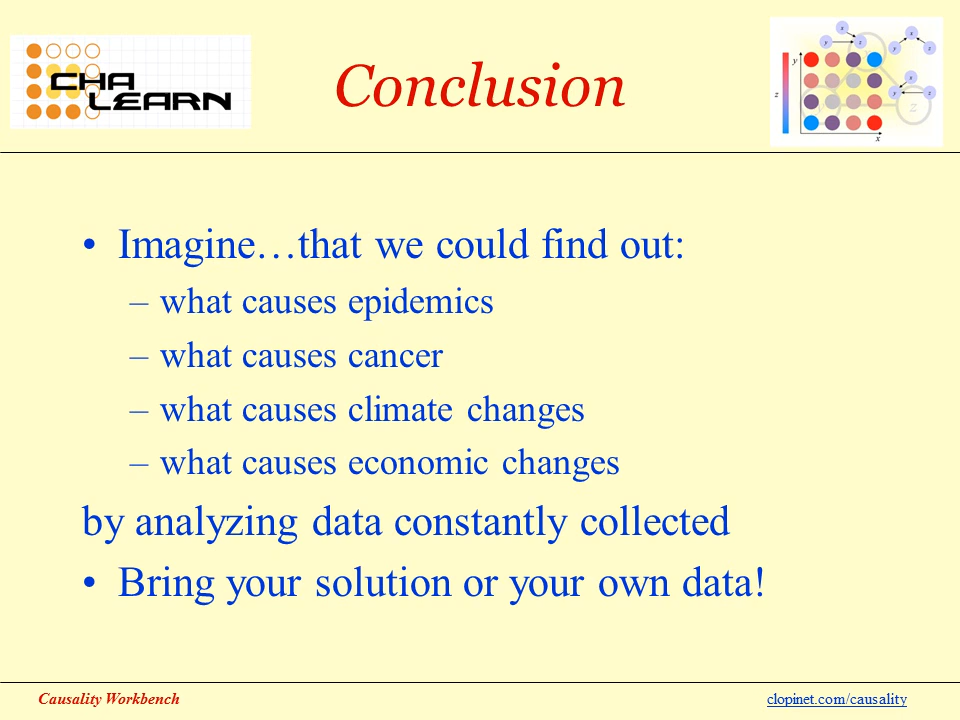 CHA
LEARN
Conclusion
x
y z
x
y z
x
y z
y
z
x
z
• Imagine…that we could find out:
– what causes epidemics
– what causes cancer
– what causes climate changes
– what causes economic changes
by analyzing data constantly collected
• Bring your solution or your own data!
Causality Workbench
clopinet.com/causality